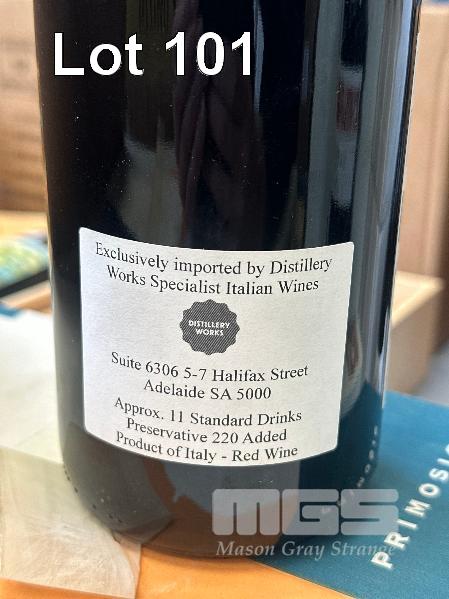 Lot 101
Exclusively imported by Distillery
Works Specialist Italian Wines
DISTILLERY
WORKS
Suite 6306 5-7 Halifax Street
Adelaide SA 5000
Approx. 11 Standard Drinks
Preservative 220 Added
Product of Italy - Red Wine
MGS
Mason Gray Strange
PRIMOSIC